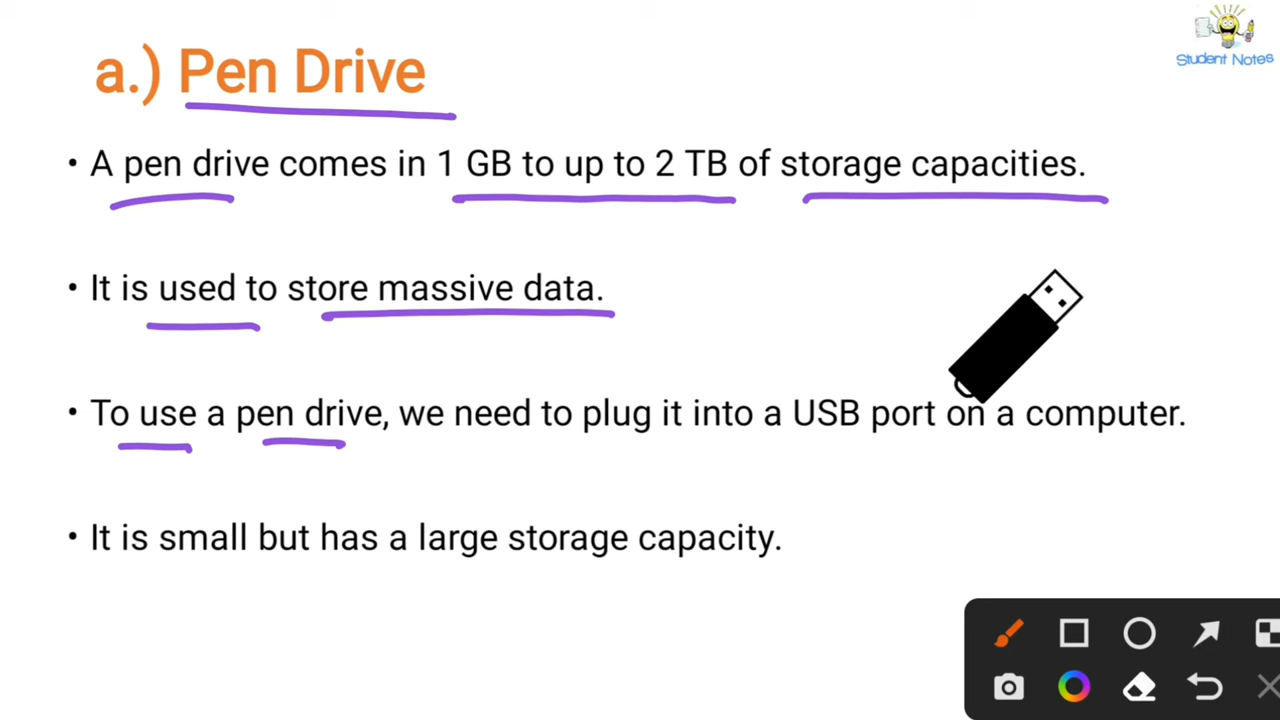 Student Notes
a.) Pen Drive
• A pen drive comes in 1 GB to up to 2 TB of storage capacities.
• It is used to store massive data.
• To use a pen drive, we need to plug it into a USB port on a computer.
• It is small but has a large storage capacity.